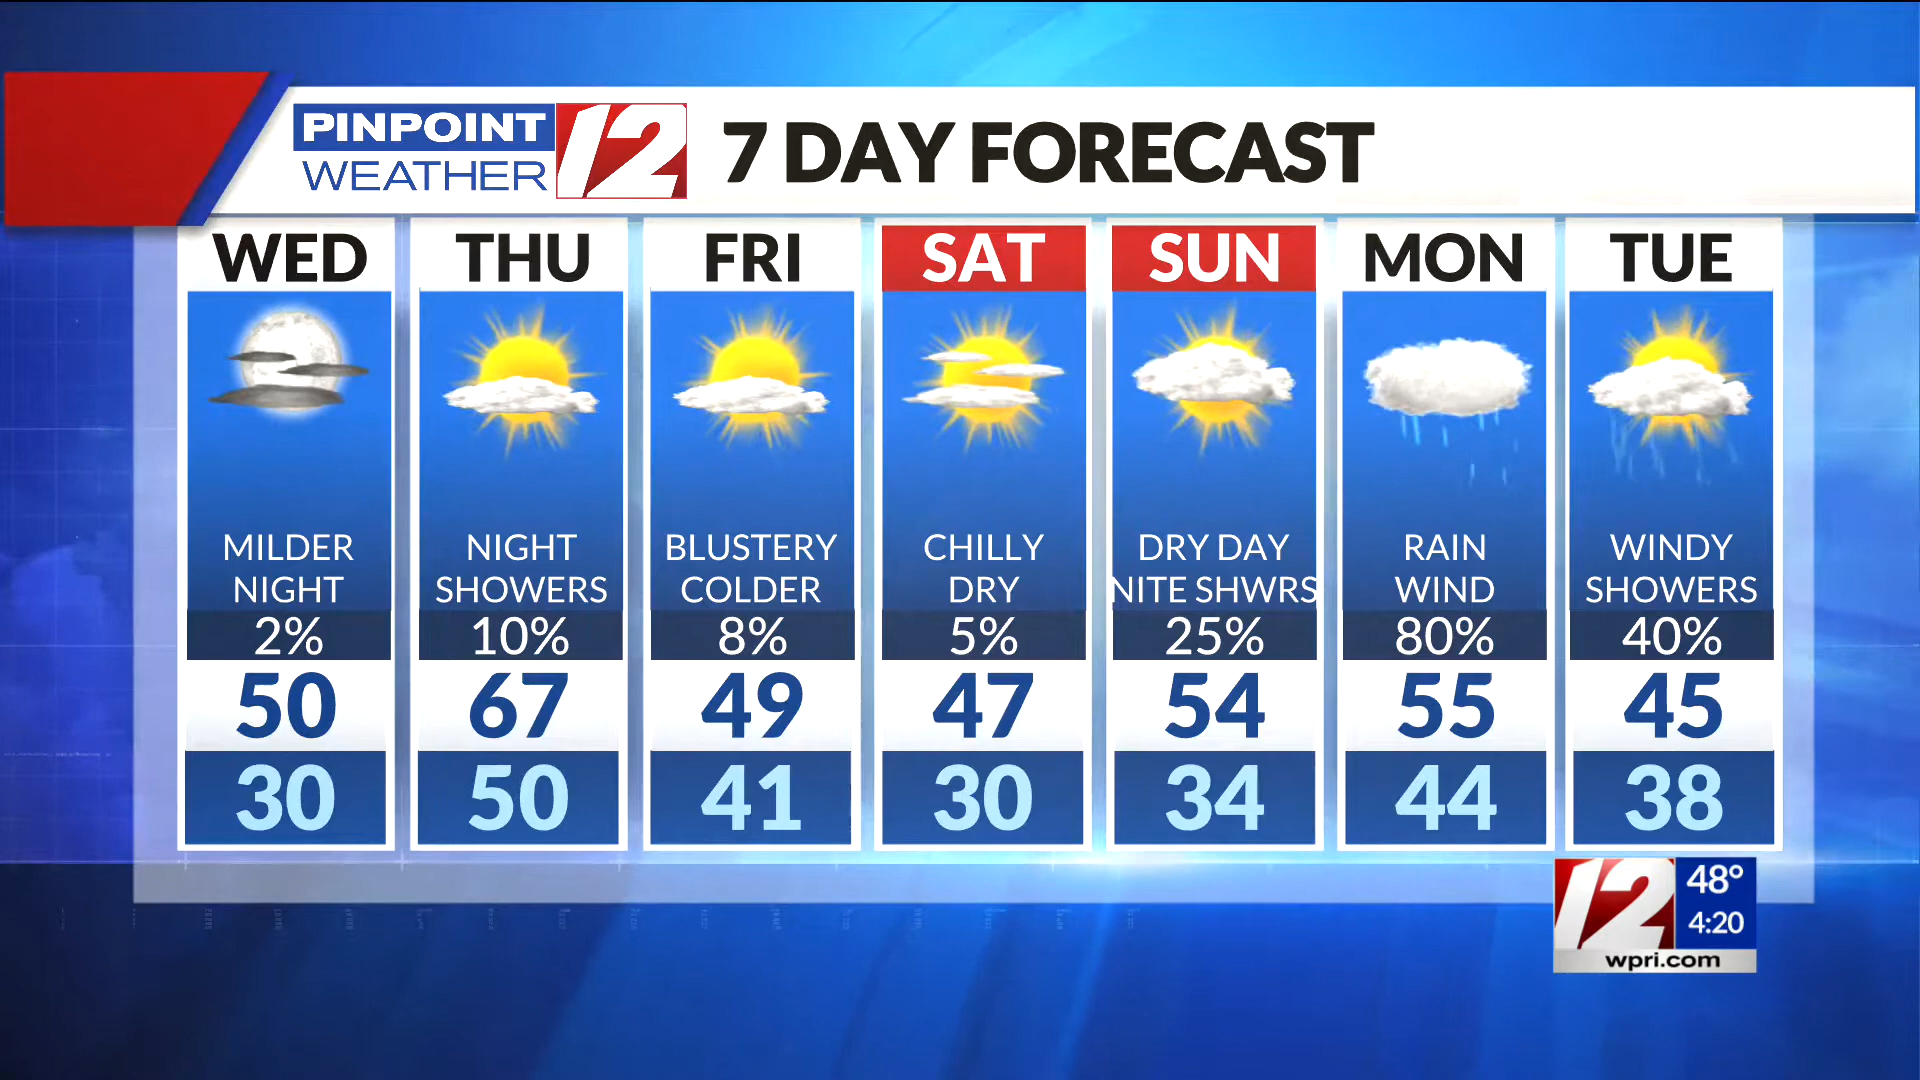 PINPOINT
WEATHER
12
7 DAY FORECAST
WED THU FRI SAT SUN MON TUE
MILDER NIGHT BLUSTERY CHILLY DRY DAY RAIN WINDY
NIGHT SHOWERS COLDER DRY NITE SHWRS WIND SHOWERS
2% 10% 8% 5% 25% 80% 40%
50 67 49 47 54 55 45
30 50 41 30 34 44 38
12
48°
4:20
wpri.com